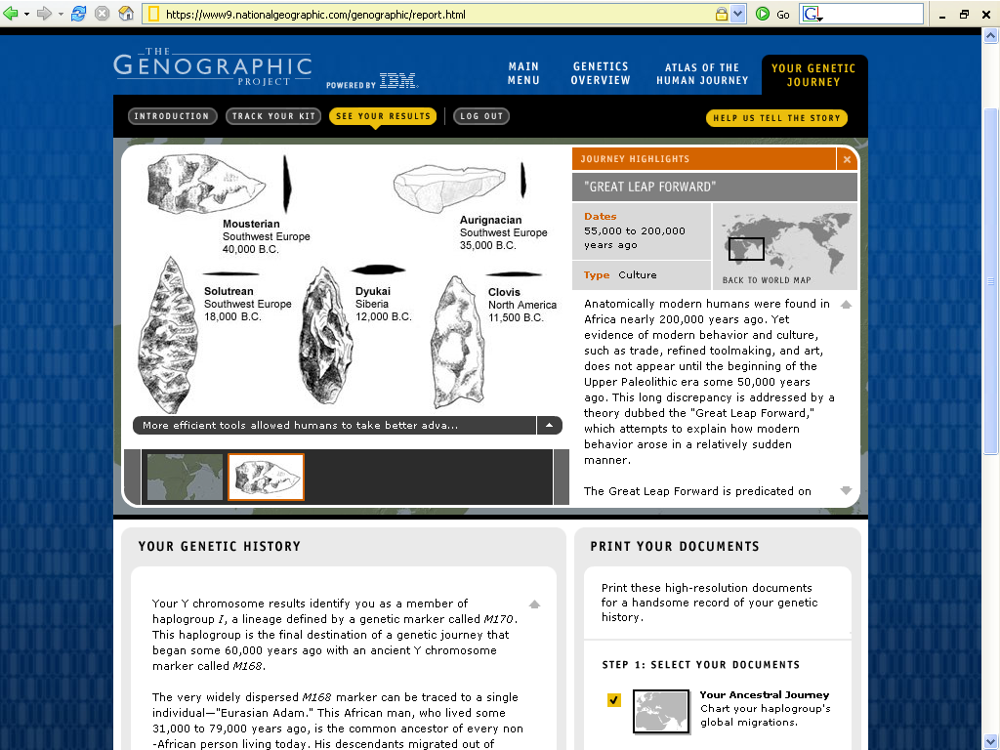 https://www9.nationalgeographic.com/genographic/report.html
Go
G
THE
GENOGRAPHIC
PROJECT
POWERED BY IBM
MAIN
MENU
GENETICS
OVERVIEW
ATLAS OF THE
HUMAN JOURNEY
YOUR GENETIC
JOURNEY
INTRODUCTION
TRACK YOUR KIT
SEE YOUR RESULTS
LOG OUT
HELP US TELL THE STORY
Mousterian
Southwest Europe
40,000 B.C.
Aurignacian
Southwest Europe
35,000 B.C.
Solutrean
Southwest Europe
18,000 B.C.
Dyukai
Siberia
12,000 B.C.
Clovis
North America
11,500 B.C.
More efficient tools allowed humans to take better adva...
JOURNEY HIGHLIGHTS
"GREAT LEAP FORWARD"
Dates
55,000 to 200,000
years ago
Type Culture
BACK TO WORLD MAP
Anatomically modern humans were found in
Africa nearly 200,000 years ago. Yet
evidence of modern behavior and culture,
such as trade, refined toolmaking, and art,
does not appear until the beginning of the
Upper Paleolithic era some 50,000 years
ago. This long discrepancy is addressed by a
theory dubbed the "Great Leap Forward,"
which attempts to explain how modern
behavior arose in a relatively sudden
manner.
The Great Leap Forward is predicated on
YOUR GENETIC HISTORY
Your Y chromosome results identify you as a member of
haplogroup I, a lineage defined by a genetic marker called M170.
This haplogroup is the final destination of a genetic journey that
began some 60,000 years ago with an ancient Y chromosome
marker called M168.
The very widely dispersed M168 marker can be traced to a single
individual—"Eurasian Adam." This African man, who lived some
31,000 to 79,000 years ago, is the common ancestor of every non
-African person living today. His descendants migrated out of
PRINT YOUR DOCUMENTS
Print these high-resolution documents
for a handsome record of your genetic
history.
STEP 1: SELECT YOUR DOCUMENTS
Your Ancestral Journey
Chart your haplogroup's
global migrations.